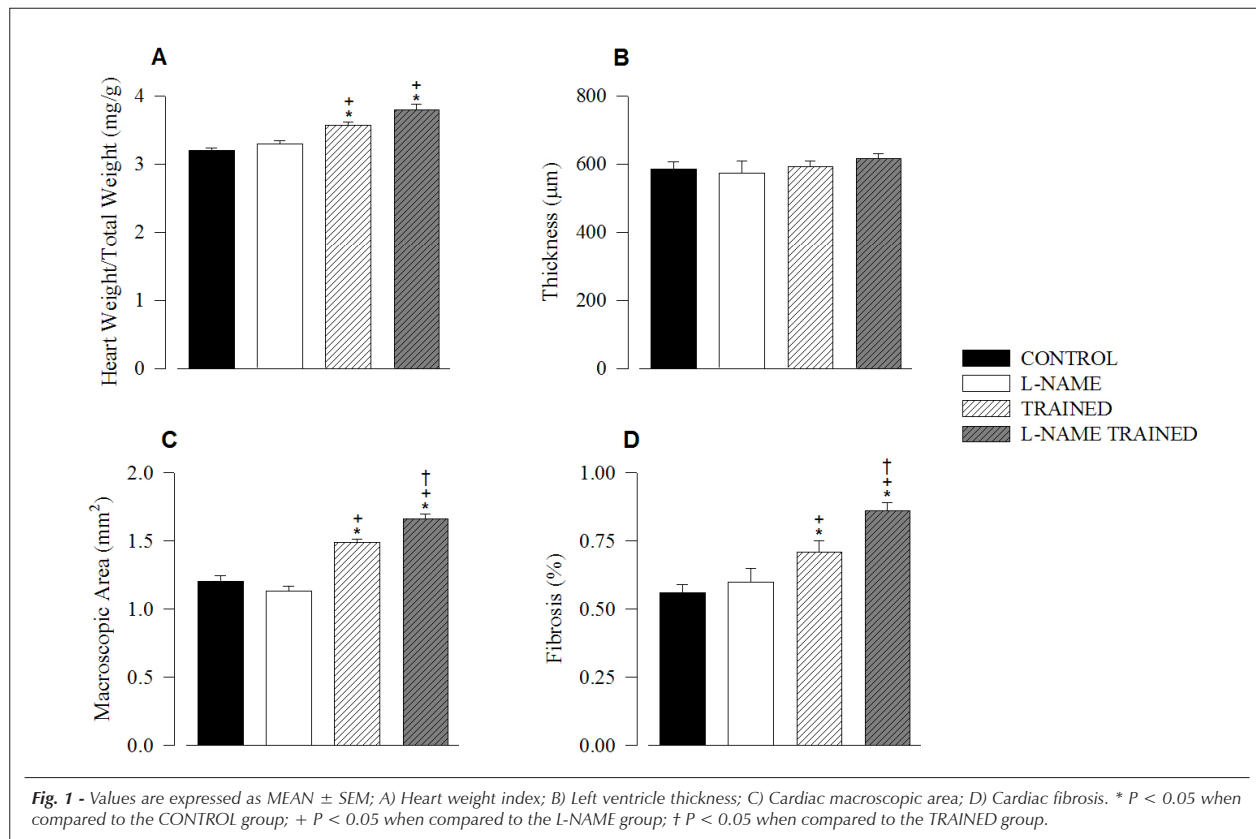 A
Heart Weight/Total Weight (mg/g)
4
3
2
1
0
+
*
+
*
B
Thickness (μm)
800
600
400
200
0
CONTROL
L-NAME
TRAINED
L-NAME TRAINED
C
Macroscopic Area (mm²)
2.0
1.5
1.0
0.5
0.0
+
*
†
+
*
D
Fibrosis (%)
1.00
0.75
0.50
0.25
0.00
+
*
†
+
*
Fig. 1 - Values are expressed as MEAN ± SEM; A) Heart weight index; B) Left ventricle thickness; C) Cardiac macroscopic area; D) Cardiac fibrosis. * P < 0.05 when
compared to the CONTROL group; + P < 0.05 when compared to the L-NAME group; † P < 0.05 when compared to the TRAINED group.